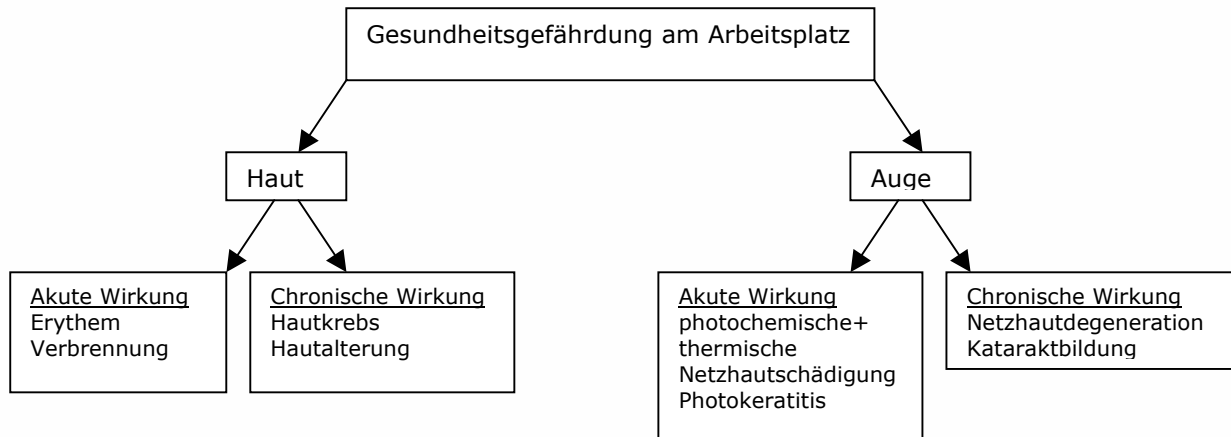 Gesundheitsgefährdung am Arbeitsplatz
Haut
Auge
Akute Wirkung
Erythem
Verbrennung
Chronische Wirkung
Hautkrebs
Hautalterung
Akute Wirkung
photochemische+
thermische
Netzhautschädigung
Photokeratitis
Chronische Wirkung
Netzhautdegeneration
Kataraktbildung